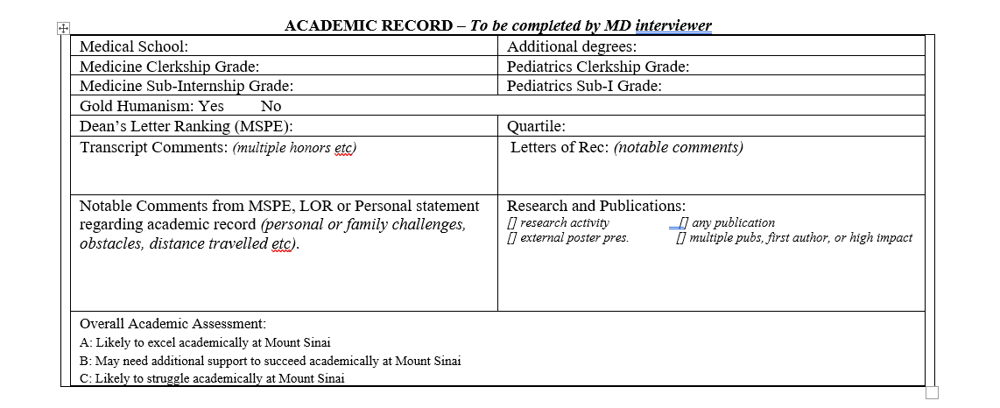 ACADEMIC RECORD – To be completed by MD interviewer
Medical School:
Additional degrees:
Medicine Clerkship Grade:
Pediatrics Clerkship Grade:
Medicine Sub-Internship Grade:
Pediatrics Sub-I Grade:
Gold Humanism: Yes No
Dean's Letter Ranking (MSPE):
Quartile:
Transcript Comments: (multiple honors etc)
Letters of Rec: (notable comments)
Notable Comments from MSPE, LOR or Personal statement
regarding academic record (personal or family challenges,
obstacles, distance travelled etc).
Research and Publications:
[] research activity __[] any publication
[] external poster pres. [] multiple pubs, first author, or high impact
Overall Academic Assessment:
A: Likely to excel academically at Mount Sinai
B: May need additional support to succeed academically at Mount Sinai
C: Likely to struggle academically at Mount Sinai